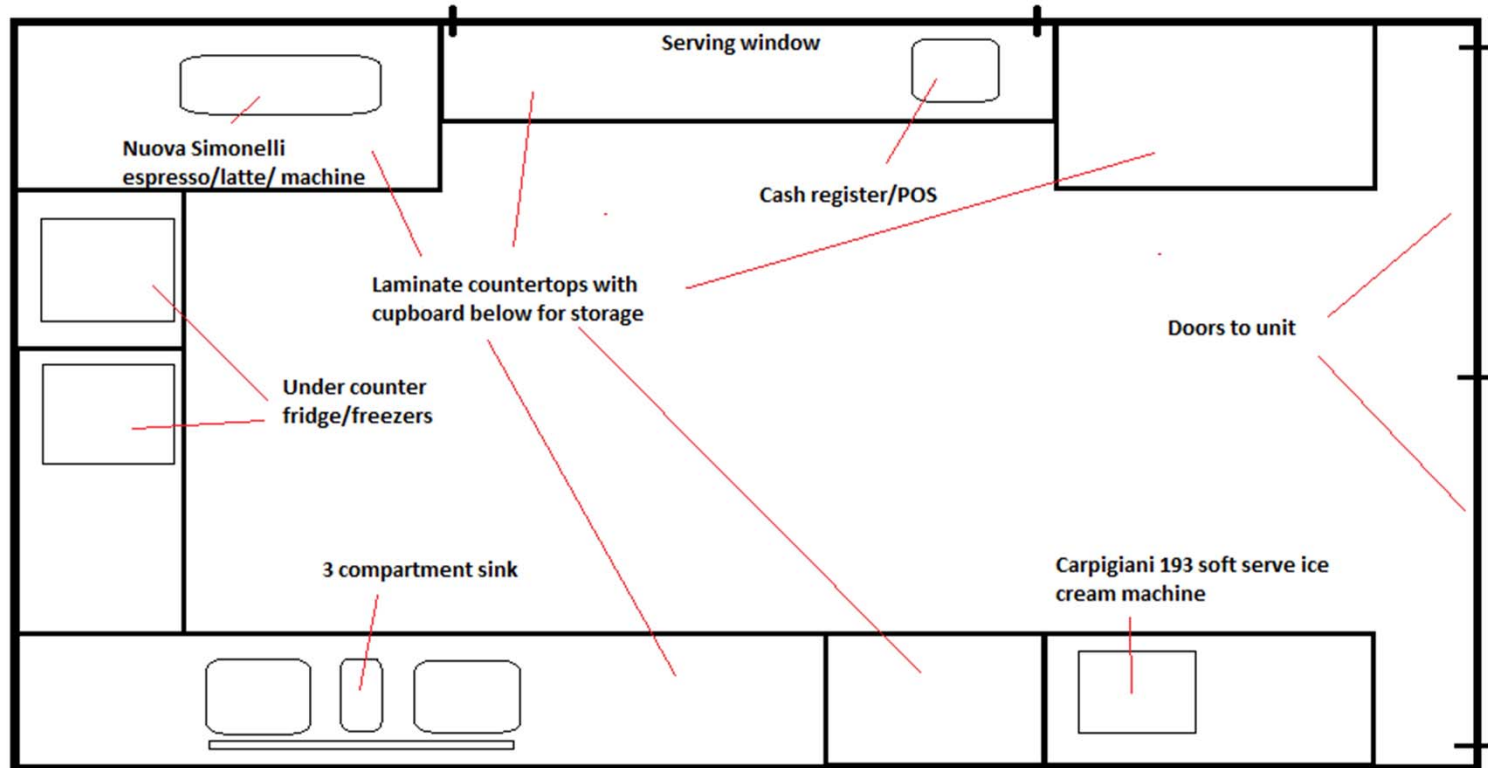 Serving window
Nuova Simonelli
espresso/latte/ machine
Cash register/POS
Laminate countertops with
cupboard below for storage
Doors to unit
Under counter
fridge/freezers
3 compartment sink
Carpigiani 193 soft serve ice
cream machine